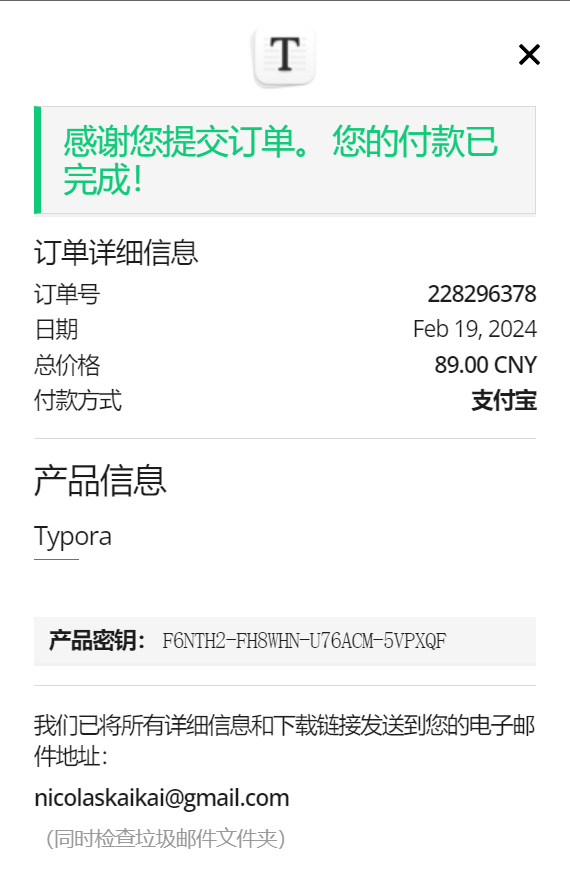 T
感谢您提交订单。 您的付款已
完成！
订单详细信息
订单号 228296378
日期 Feb 19, 2024
总价格 89.00 CNY
付款方式 支付宝
产品信息
Typora
产品密钥： F6NTH2-FH8WHN-U76ACM-5VPXQF
我们已将所有详细信息和下载链接发送到您的电子邮
件地址：
nicolaskaikai@gmail.com
（同时检查垃圾邮件文件夹）